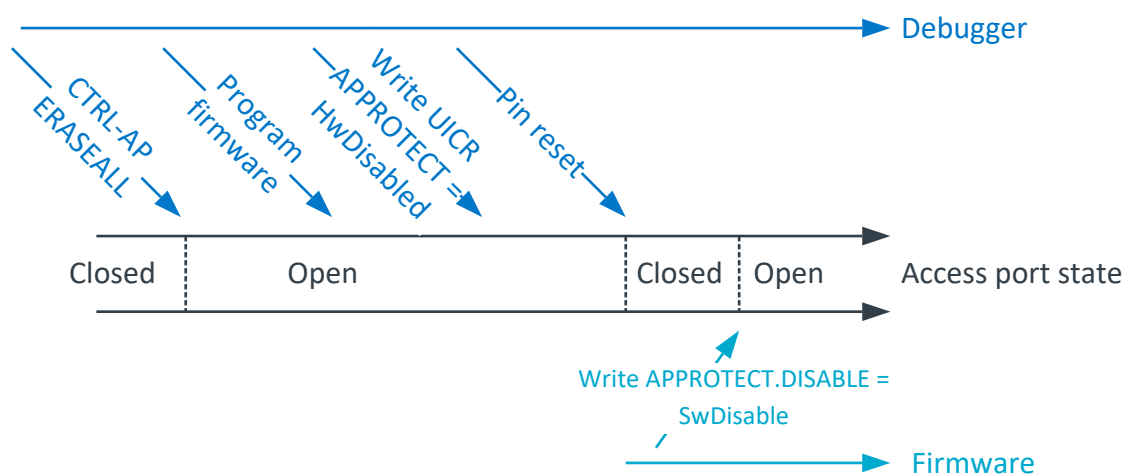 Debugger
CTRL-AP
ERASEALL
Program
firmware
Write UICR
APPROTECT =
HwDisabled
Pin reset
Closed
Open
Closed
Open
Access port state
Write APPROTECT.DISABLE =
SwDisable
Firmware